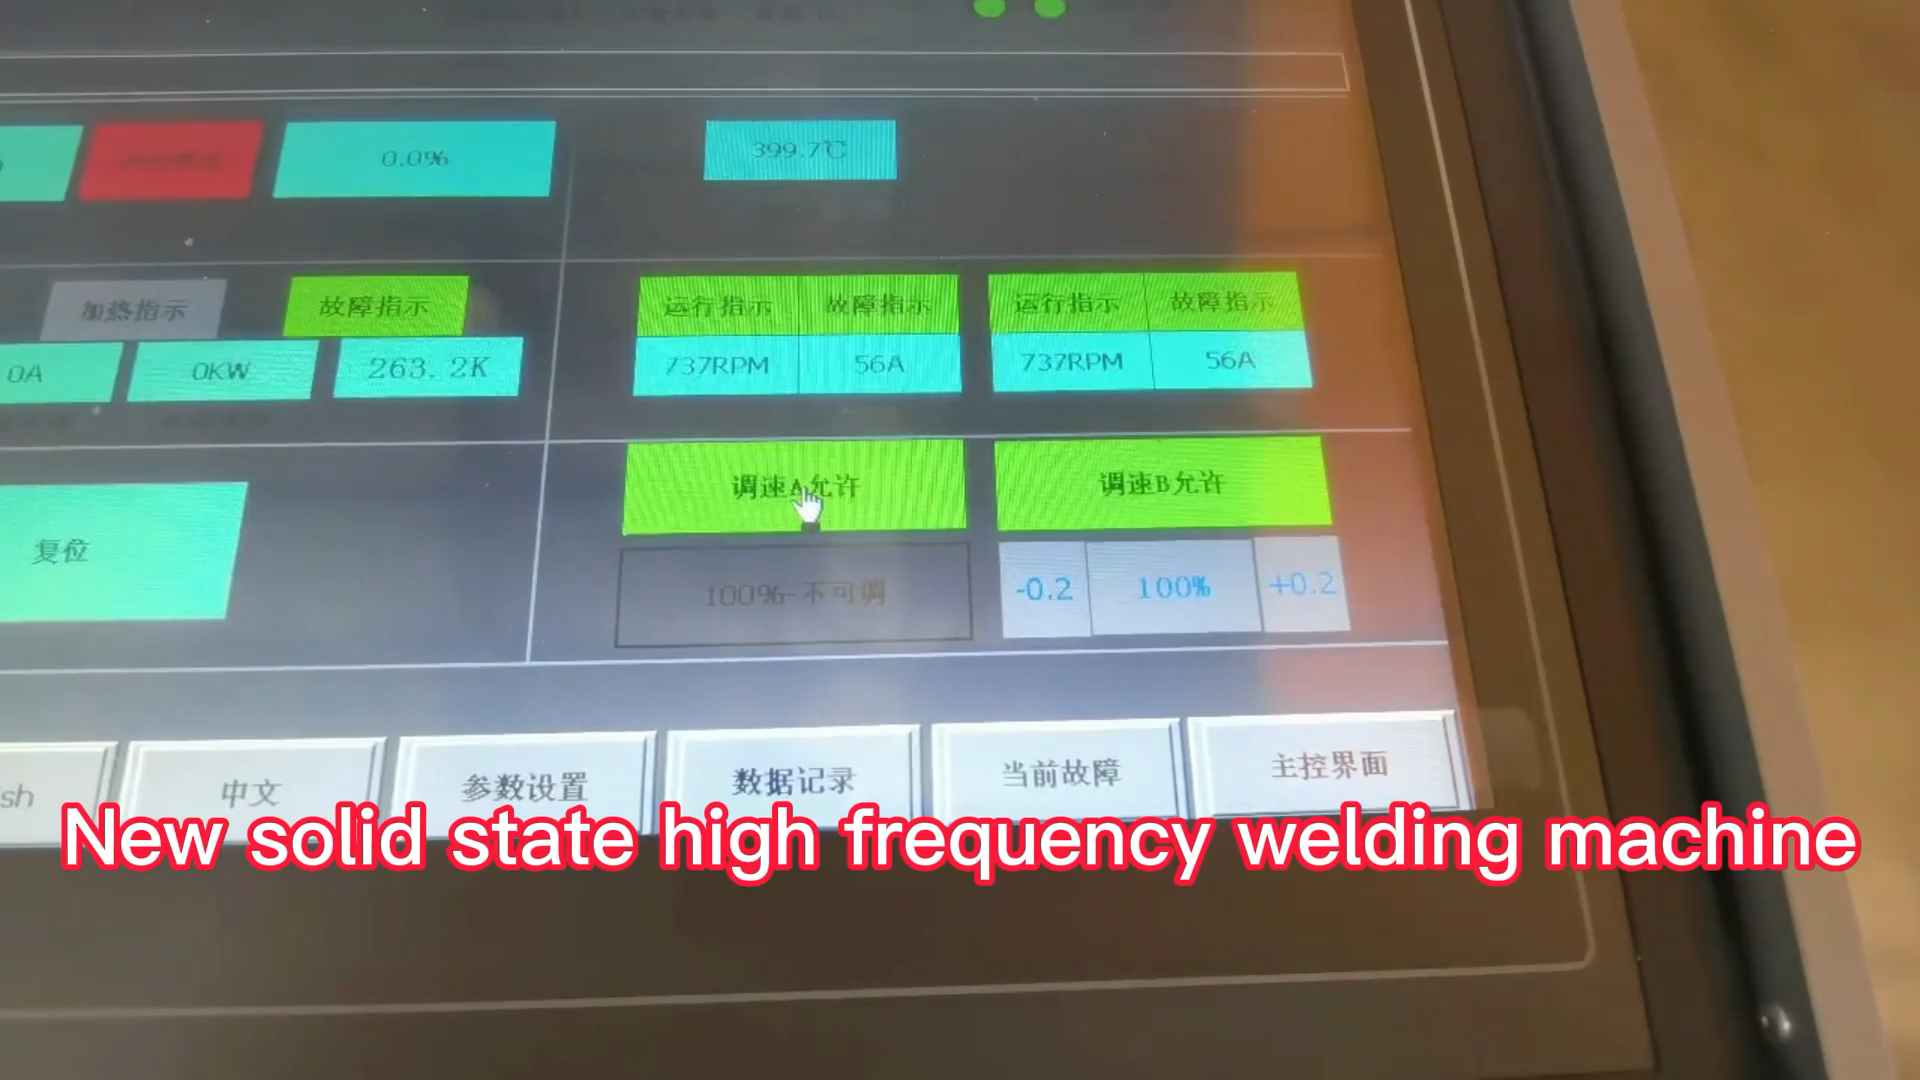 0.0%
399.7℃
加热指示 故障指示 运行指示 故障指示 运行指示 故障指示
0A 0KW 263.2K 737RPM 56A 737RPM 56A
复位 调速A允许 调速B允许
100%-不可调 -0.2 100% +0.2
sh 中文 参数设置 数据记录 当前故障 主控界面
New solid state high frequency welding machine